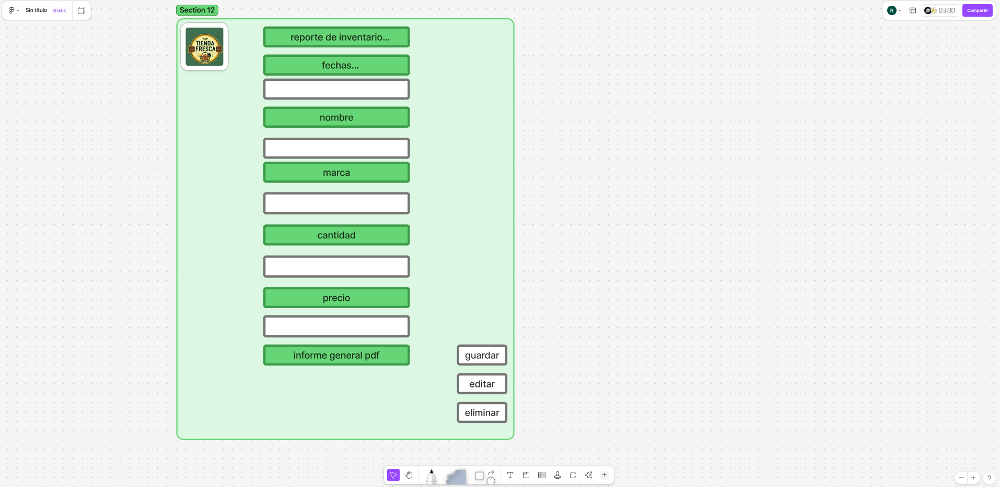 Sin título
Gratis
Section 12
R
03:00
Compartir
TIENDA
FRESCA
reporte de inventario...
fechas...
nombre
marca
cantidad
precio
informe general pdf
guardar
editar
eliminar
T
?